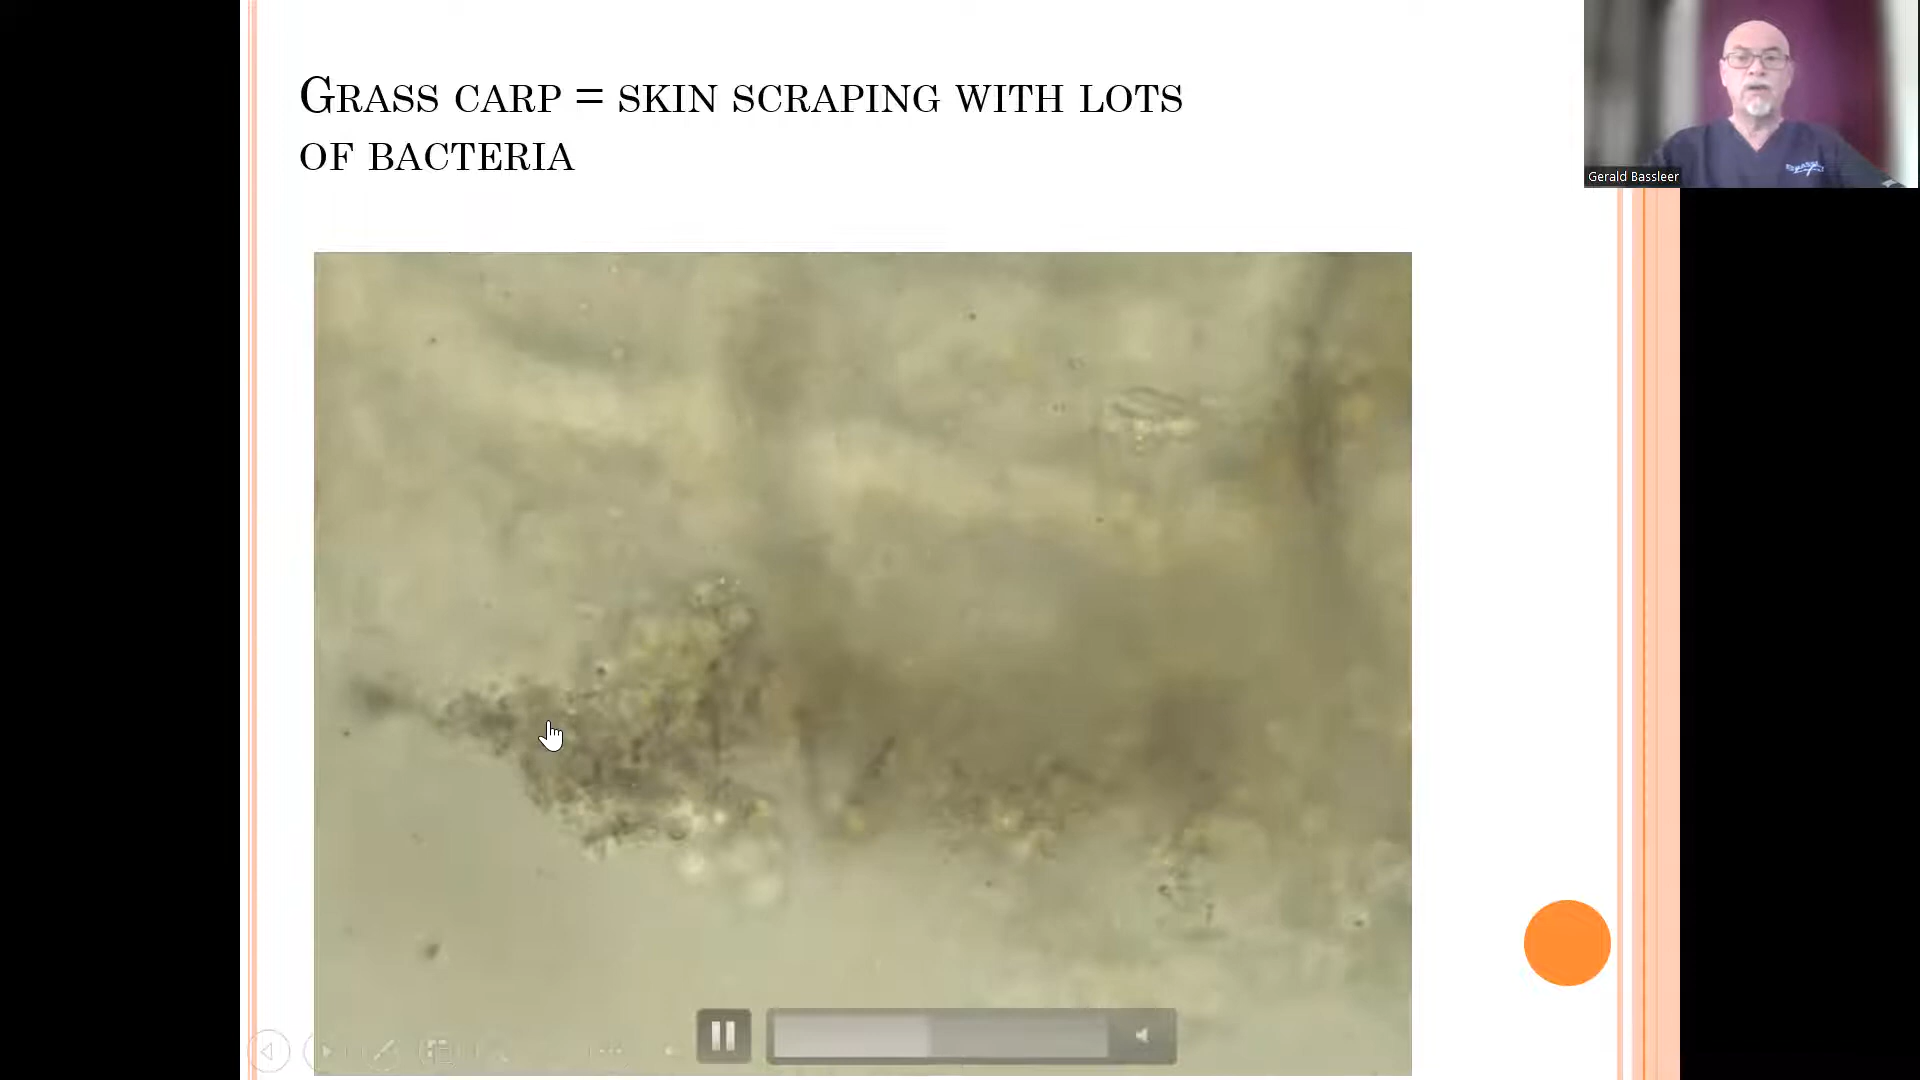 Grass carp = skin scraping with lots
of bacteria
Gerald Bassleer